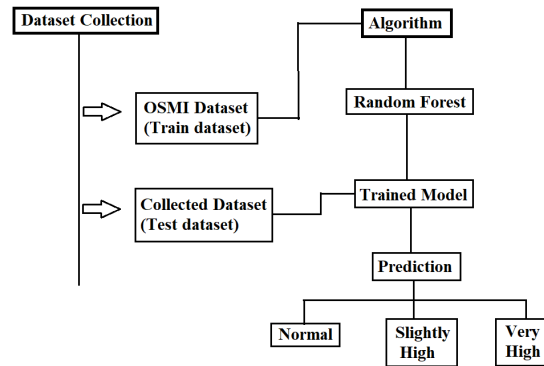 Dataset Collection
Algorithm
OSMI Dataset
(Train dataset)
Random Forest
Collected Dataset
(Test dataset)
Trained Model
Prediction
Normal
Slightly
High
Very
High